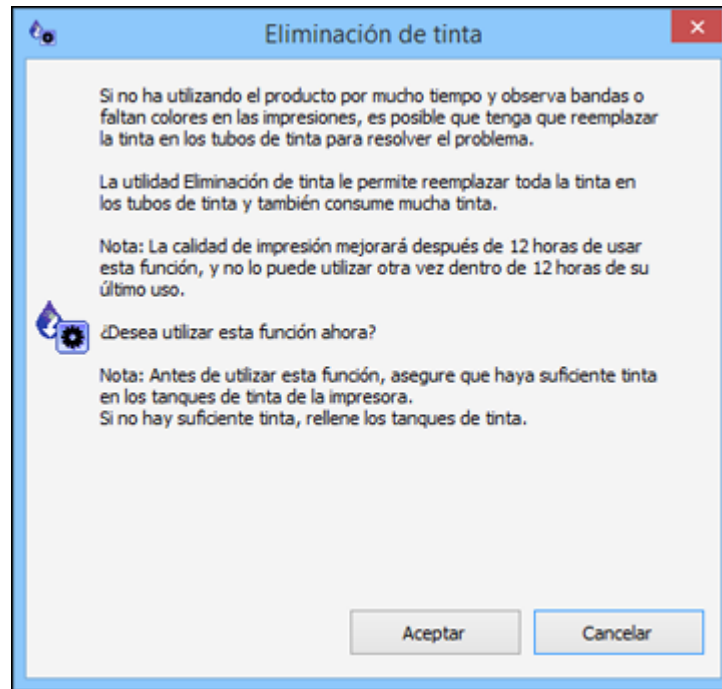 Eliminación de tinta
Si no ha utilizando el producto por mucho tiempo y observa bandas o
faltan colores en las impresiones, es posible que tenga que reemplazar
la tinta en los tubos de tinta para resolver el problema.
La utilidad Eliminación de tinta le permite reemplazar toda la tinta en
los tubos de tinta y también consume mucha tinta.
Nota: La calidad de impresión mejorará después de 12 horas de usar
esta función, y no lo puede utilizar otra vez dentro de 12 horas de su
último uso.
¿Desea utilizar esta función ahora?
Nota: Antes de utilizar esta función, asegure que haya suficiente tinta
en los tanques de tinta de la impresora.
Si no hay suficiente tinta, rellene los tanques de tinta.
Aceptar
Cancelar